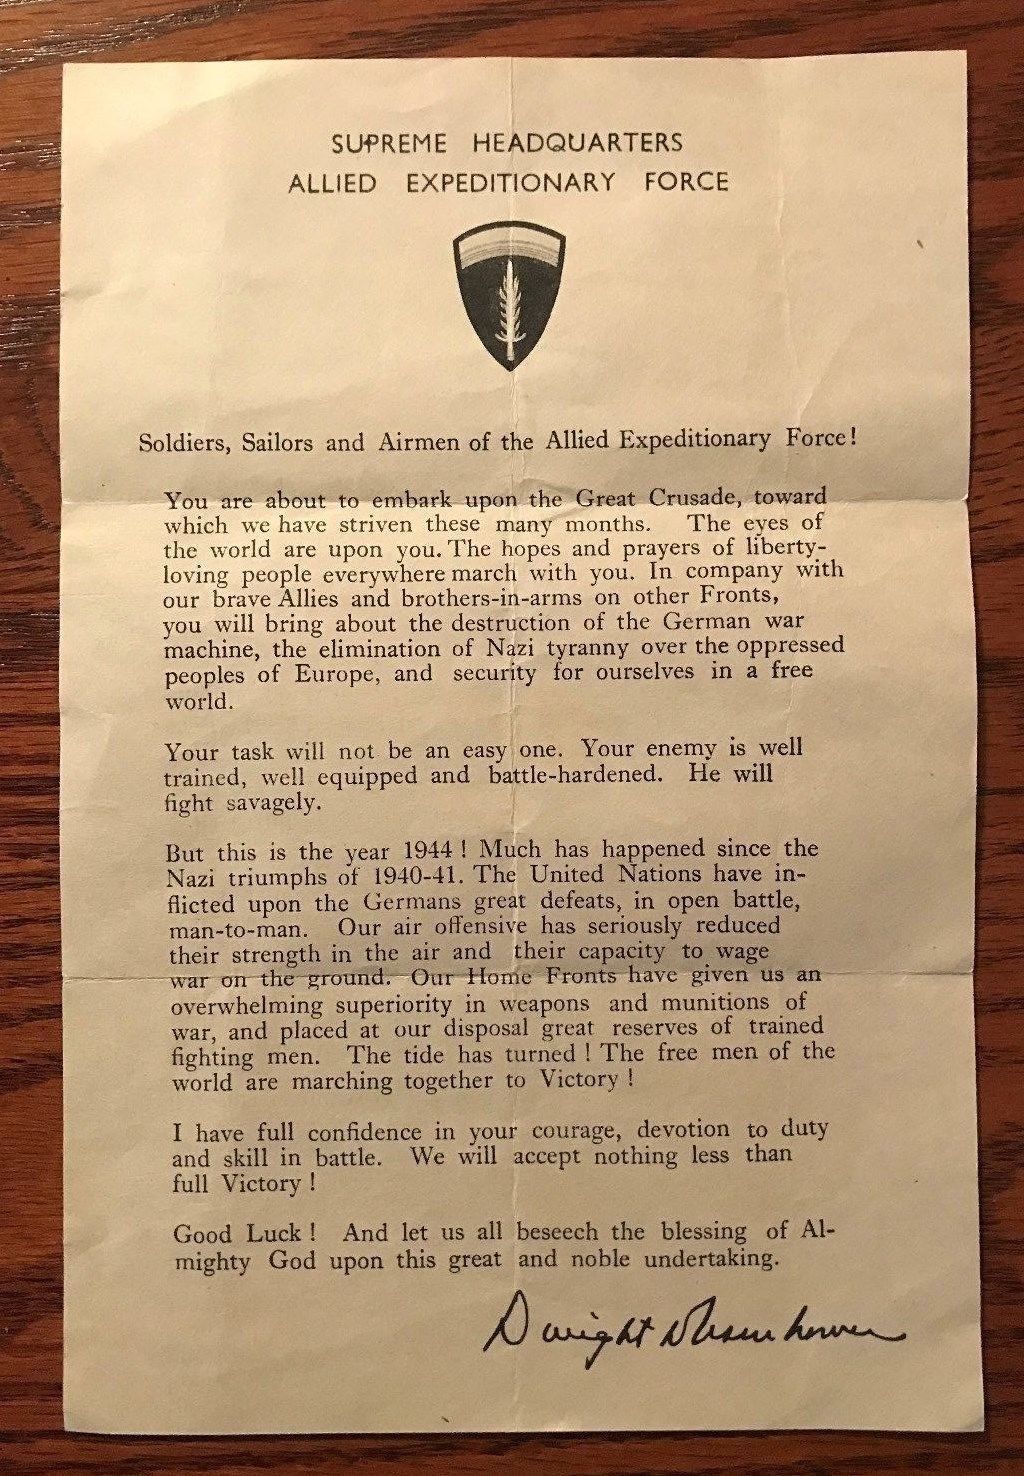 SUPREME HEADQUARTERS
ALLIED EXPEDITIONARY FORCE
Soldiers, Sailors and Airmen of the Allied Expeditionary Force!
You are about to embark upon the Great Crusade, toward
which we have striven these many months. The eyes of
the world are upon you. The hopes and prayers of liberty-
loving people everywhere march with you. In company with
our brave Allies and brothers-in-arms on other Fronts,
you will bring about the destruction of the German war
machine, the elimination of Nazi tyranny over the oppressed
peoples of Europe, and security for ourselves in a free
world.
Your task will not be an easy one. Your enemy is well
trained, well equipped and battle-hardened. He will
fight savagely.
But this is the year 1944! Much has happened since the
Nazi triumphs of 1940-41. The United Nations have in-
flicted upon the Germans great defeats, in open battle,
man-to-man. Our air offensive has seriously reduced
their strength in the air and their capacity to wage
war on the ground. Our Home Fronts have given us an
overwhelming superiority in weapons and munitions of
war, and placed at our disposal great reserves of trained
fighting men. The tide has turned! The free men of the
world are marching together to Victory!
I have full confidence in your courage, devotion to duty
and skill in battle. We will accept nothing less than
full Victory!
Good Luck! And let us all beseech the blessing of Al-
mighty God upon this great and noble undertaking.
Dwight D Eisenhower